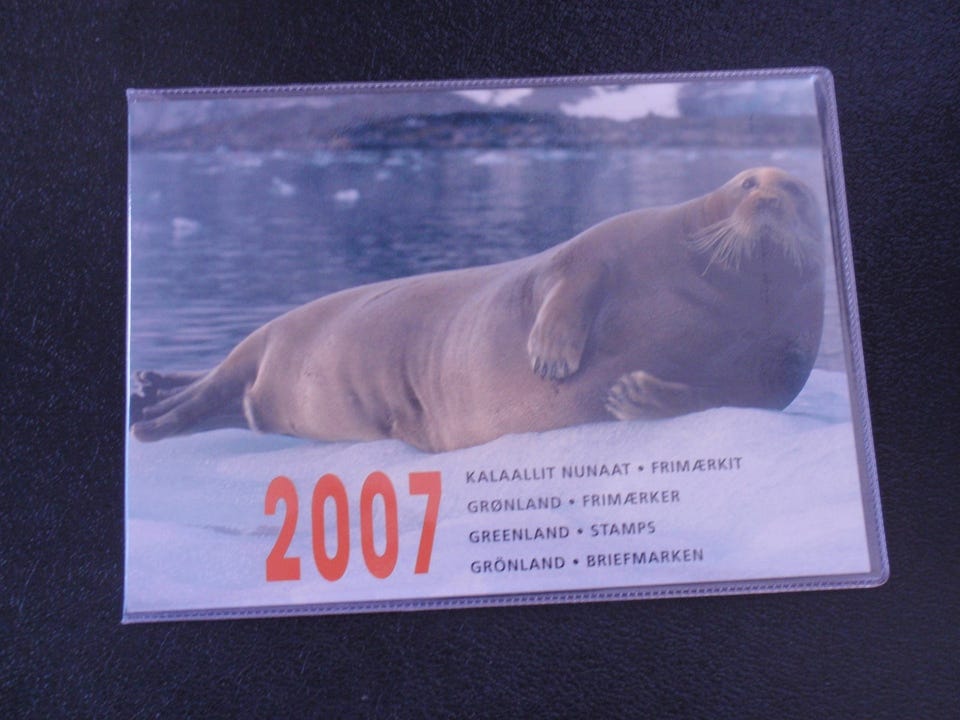 2007
KALAALLIT NUNAAT • FRIMÆRKIT
GRØNLAND • FRIMÆRKER
GREENLAND • STAMPS
GRÖNLAND • BRIEFMARKEN